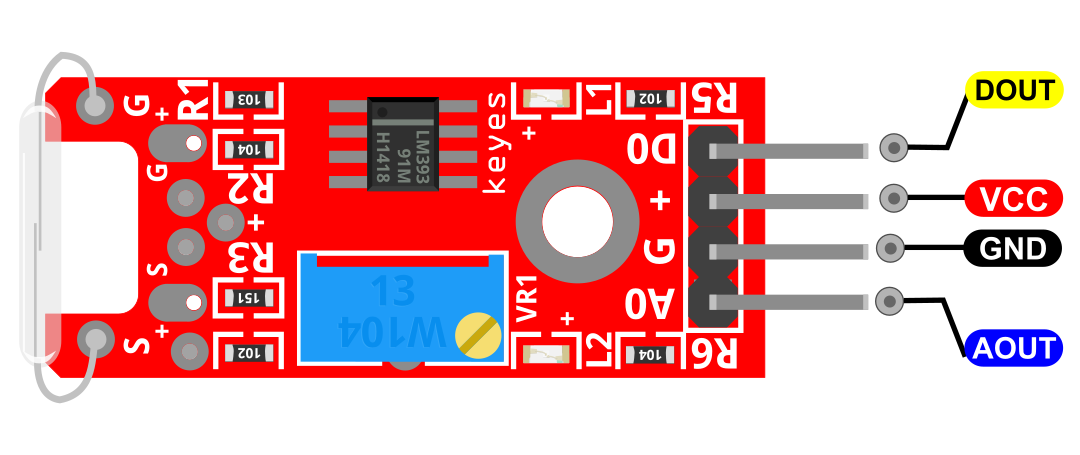 G
+
R1
103
104
G
R2
+
S
R3
151
S
+
102
LM393
91M
H1418
keyes
+
L1
102
R5
D0
+
G
A0
13
W104
VR1
+
L2
104
R6
DOUT
VCC
GND
AOUT